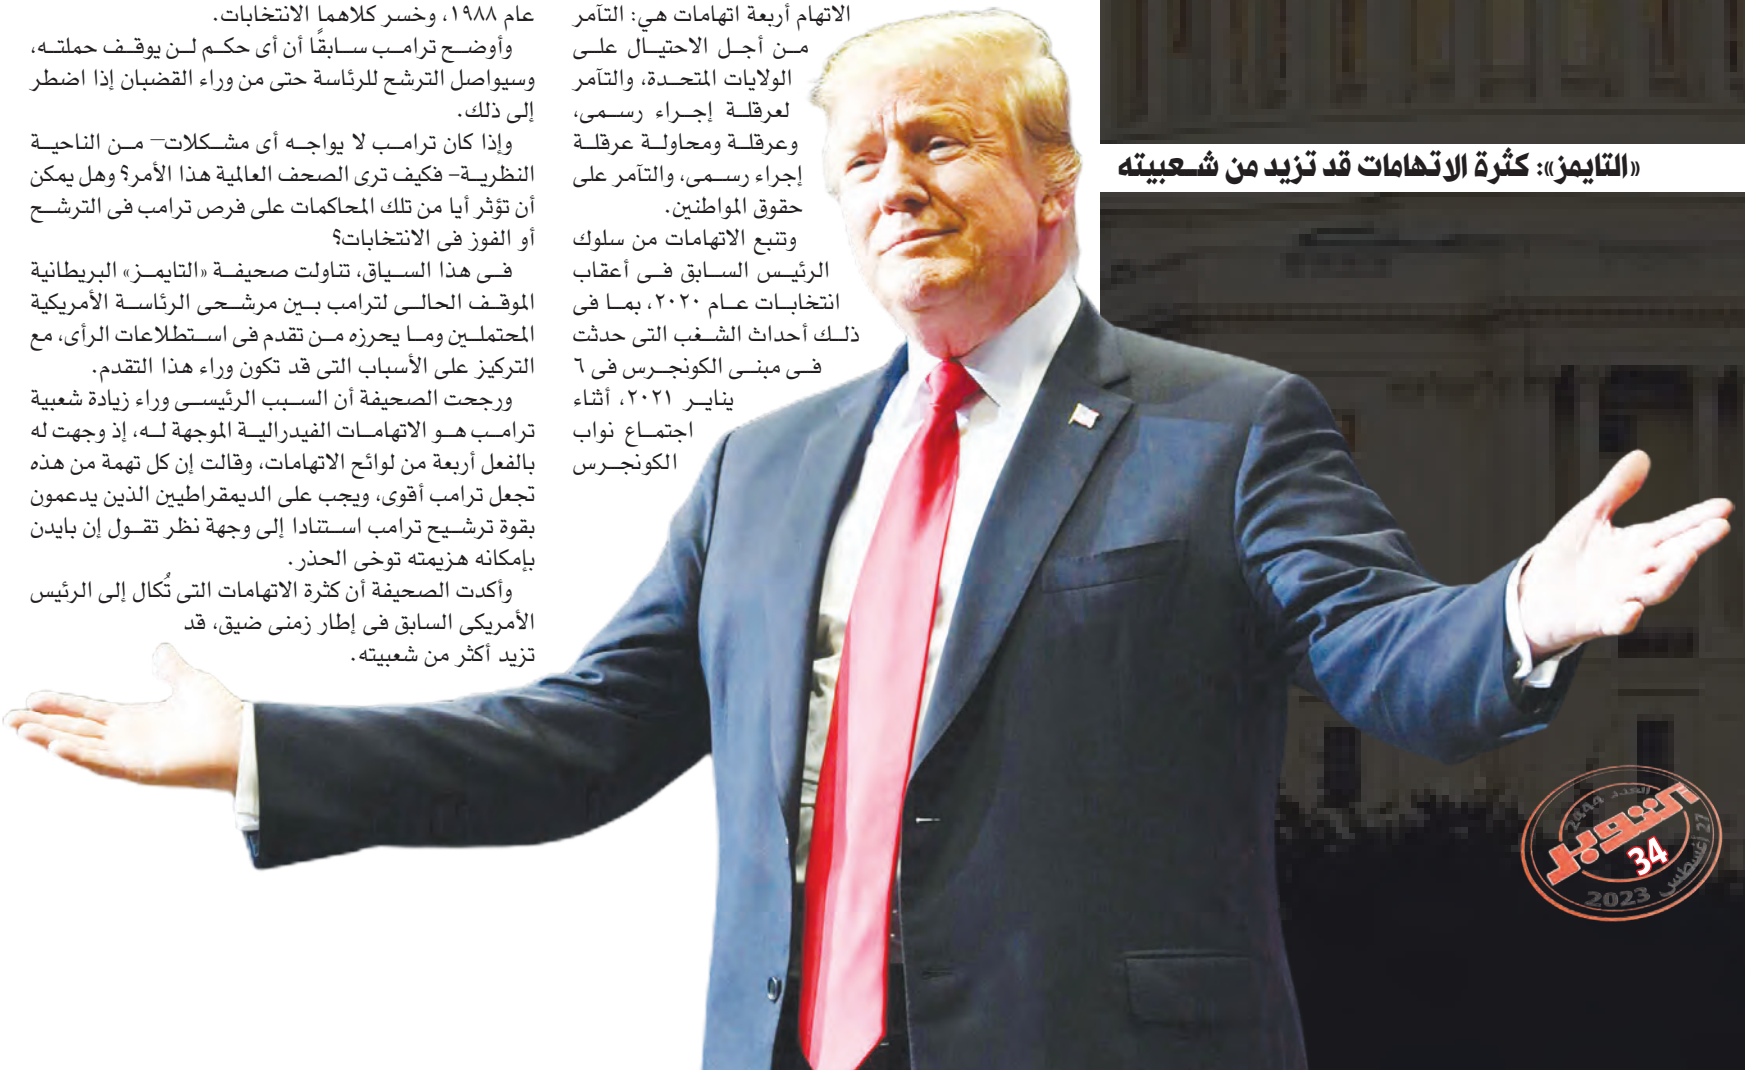 «التايمز»: كثرة الاتهامات قد تزيد من شعبيته
الاتهام أربعة اتهامات هي: التآمر
من أجل الاحتيال على
الولايات المتحدة، والتآمر
لعرقلة إجراء رسمى،
وعرقلة ومحاولة عرقلة
إجراء رسمى، والتآمر على
حقوق المواطنين.
وتنبع الاتهامات من سلوك
الرئيس السابق فى أعقاب
انتخابات عام ٢٠٢٠، بما فى
ذلك أحداث الشغب التى حدثت
فى مبنى الكونجرس فى ٦
يناير ٢٠٢١، أثناء
اجتماع نواب
الكونجرس
عام ١٩٨٨، وخسر كلاهما الانتخابات.
وأوضح ترامب سابقًا أن أى حكم لن يوقف حملته،
وسيواصل الترشح للرئاسة حتى من وراء القضبان إذا اضطر
إلى ذلك.
وإذا كان ترامب لا يواجه أى مشكلات– من الناحية
النظرية- فكيف ترى الصحف العالمية هذا الأمر؟ وهل يمكن
أن تؤثر أيا من تلك المحاكمات على فرص ترامب فى الترشح
أو الفوز فى الانتخابات؟
فى هذا السياق، تناولت صحيفة «التايمز» البريطانية
الموقف الحالى لترامب بين مرشحى الرئاسة الأمريكية
المحتملين وما يحرزه من تقدم فى استطلاعات الرأى، مع
التركيز على الأسباب التى قد تكون وراء هذا التقدم.
ورجحت الصحيفة أن السبب الرئيسى وراء زيادة شعبية
ترامب هو الاتهامات الفيدرالية الموجهة له، إذ وجهت له
بالفعل أربعة من لوائح الاتهامات، وقالت إن كل تهمة من هذه
تجعل ترامب أقوى، ويجب على الديمقراطيين الذين يدعمون
بقوة ترشيح ترامب استنادا إلى وجهة نظر تقول إن بايدن
بإمكانه هزيمته توخى الحذر.
وأكدت الصحيفة أن كثرة الاتهامات التى تُكال إلى الرئيس
الأمريكى السابق فى إطار زمنى ضيق، قد
تزيد أكثر من شعبيته.
العدد
أكتوبر
34
27 أغسطس 2023